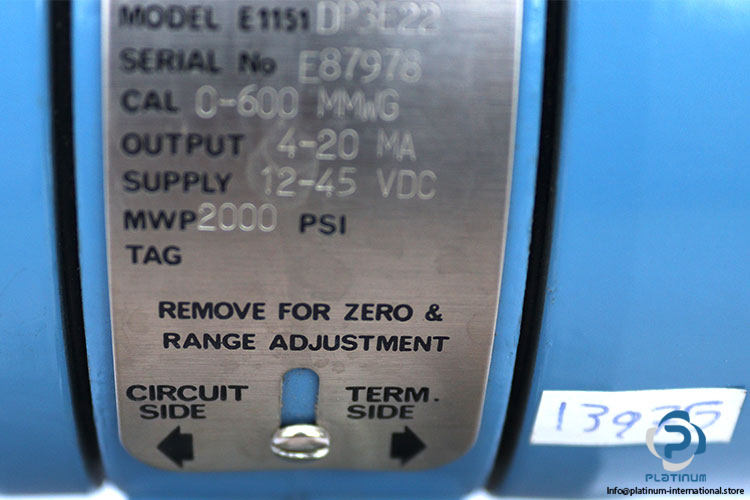 MODEL E1151 DP3E22
SERIAL No E87978
CAL 0-600 MMWG
OUTPUT 4-20 MA
SUPPLY 12-45 VDC
MWP 2000 PSI
TAG
REMOVE FOR ZERO &
RANGE ADJUSTMENT
CIRCUIT SIDE
TERM. SIDE
PLATINUM
Info@platinum-international.store